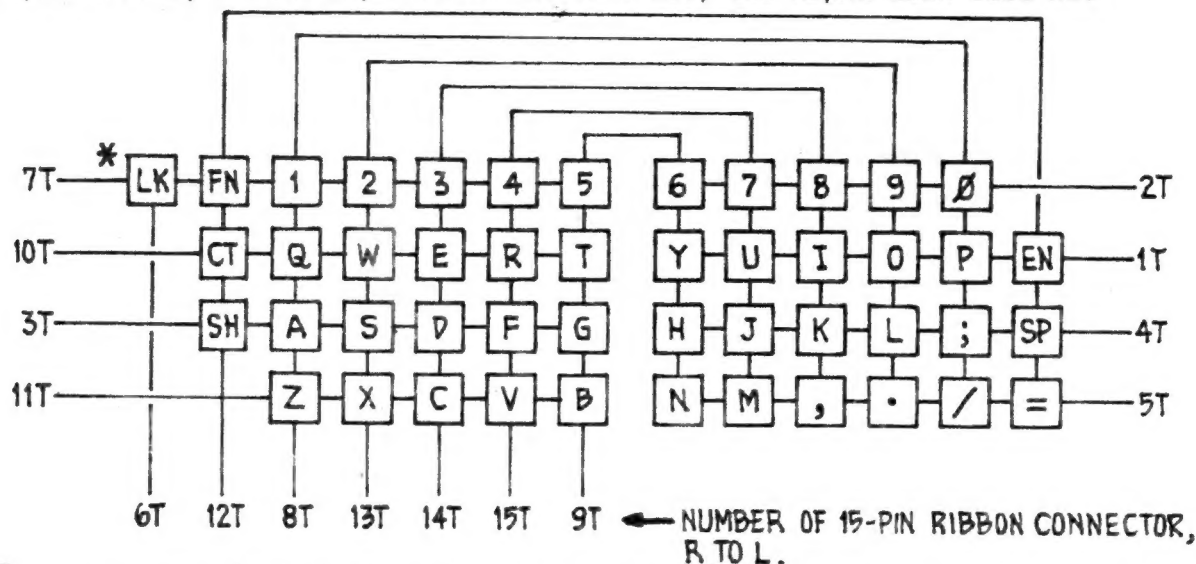 * 7T LK FN 1 2 3 4 5 6 7 8 9 Ø 2T
10T CT Q W E R T Y U I O P EN 1T
3T SH A S D F G H J K L ; SP 4T
11T Z X C V B N M , . / = 5T
6T 12T 8T 13T 14T 15T 9T ← NUMBER OF 15-PIN RIBBON CONNECTOR,
R TO L.